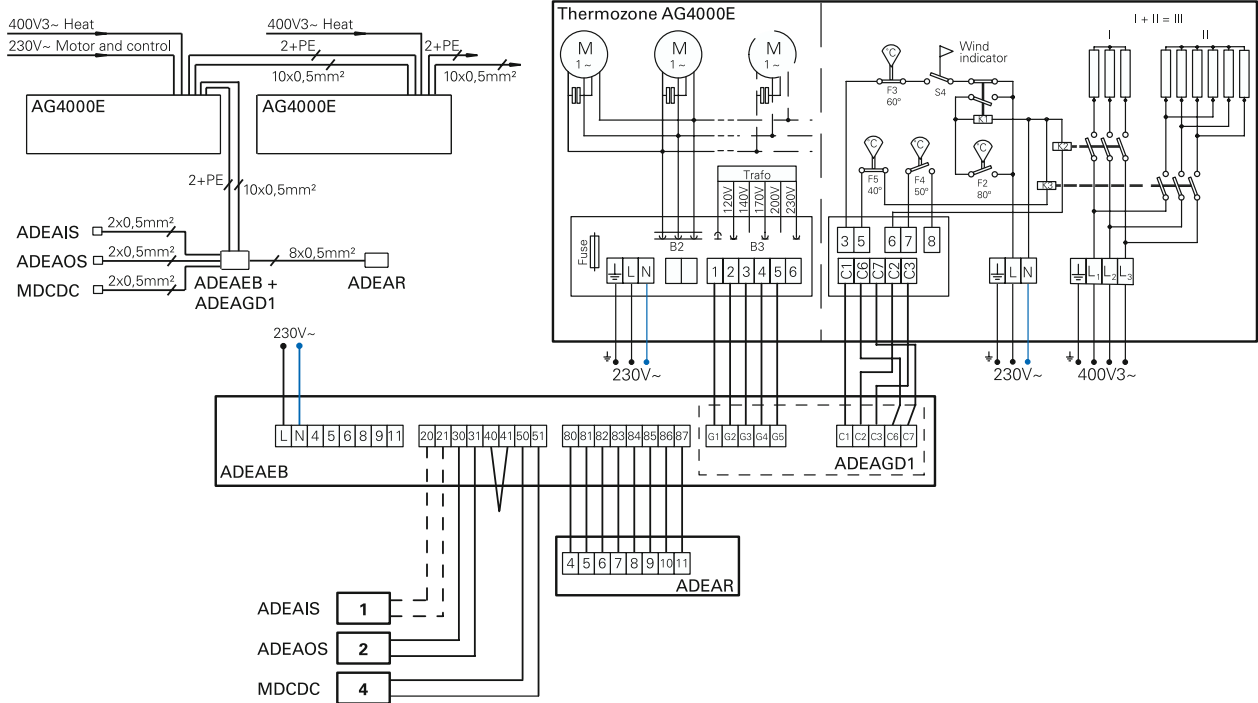 400V3~ Heat
230V~ Motor and control
2+PE
10x0,5mm²
400V3~ Heat
2+PE
10x0,5mm²
AG4000E
AG4000E
2+PE
10x0,5mm²
ADEAIS
2x0,5mm²
ADEAOS
2x0,5mm²
MDCDC
2x0,5mm²
ADEAEB +
ADEAGD1
8x0,5mm²
ADEAR
Thermozone AG4000E
M
1~
M
1~
M
1~
Trafo
120V
140V
170V
200V
230V
Fuse
B2
B3
L N
1 2 3 4 5 6
230V~
I + II = III
I
II
°C
F3
60°
S4
Wind
indicator
K1
°C
F5
40°
°C
F4
50°
°C
F2
80°
K2
K3
3 5 6 7 8
C1 C6 C7 C2 C3
L N
L1 L2 L3
230V~
400V3~
230V~
L N 4 5 6 8 9 11
20 21 30 31 40 41 50 51
80 81 82 83 84 85 86 87
G1 G2 G3 G4 G5
C1 C2 C3 C6 C7
ADEAEB
ADEAGD1
4 5 6 7 8 9 10 11
ADEAR
ADEAIS
1
ADEAOS
2
MDCDC
4